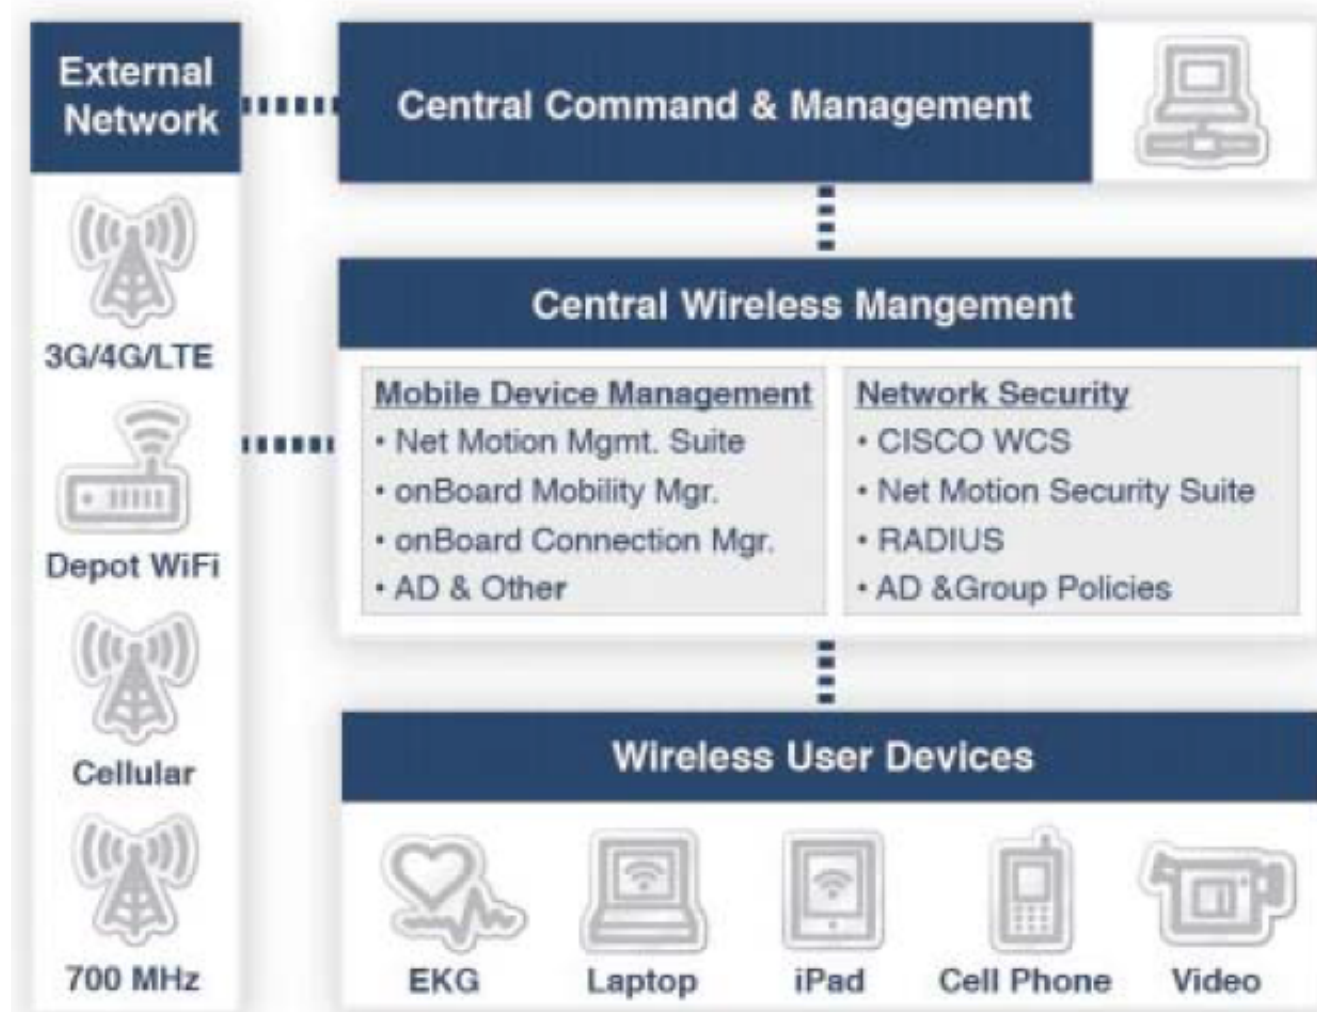 External
Network
3G/4G/LTE
Depot WiFi
Cellular
700 MHz
Central Command & Management
Central Wireless Mangement
Mobile Device Management
• Net Motion Mgmt. Suite
• onBoard Mobility Mgr.
• onBoard Connection Mgr.
• AD & Other
Network Security
• CISCO WCS
• Net Motion Security Suite
• RADIUS
• AD &Group Policies
Wireless User Devices
EKG
Laptop
iPad
Cell Phone
Video